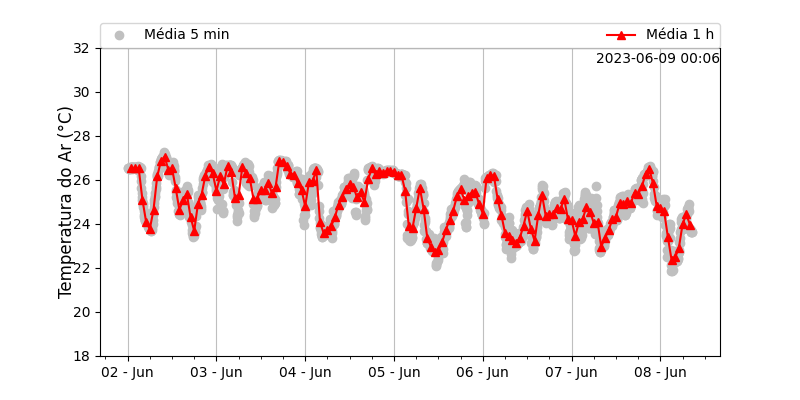 Média 5 min
Média 1 h
2023-06-09 00:06
Temperatura do Ar (°C)
32
30
28
26
24
22
20
18
02 - Jun
03 - Jun
04 - Jun
05 - Jun
06 - Jun
07 - Jun
08 - Jun